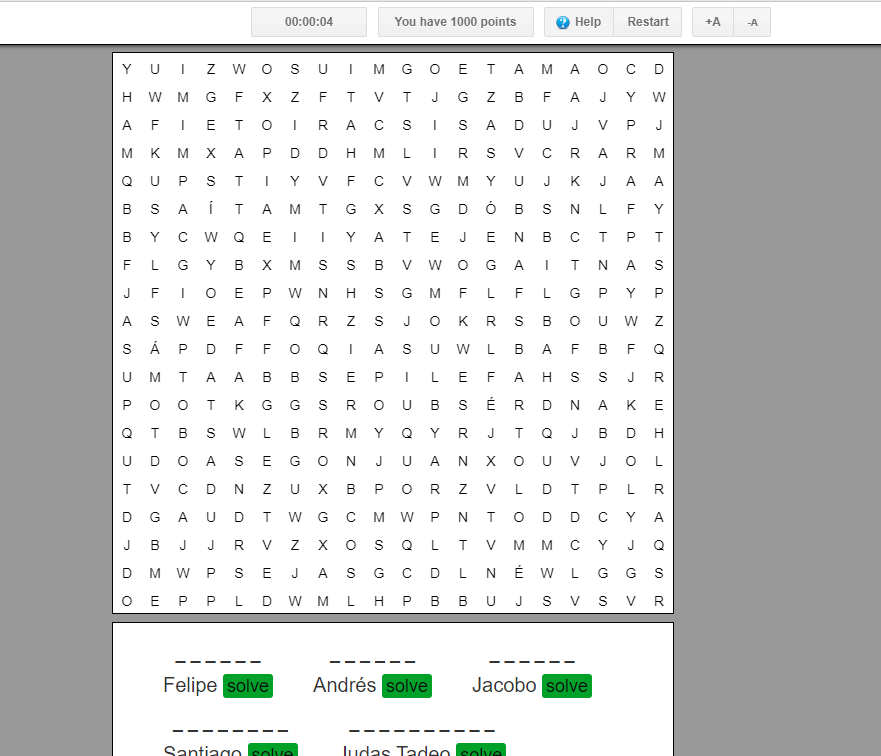 00:00:04 You have 1000 points Help Restart +A -A
Y U I Z W O S U I M G O E T A M A O C D
H W M G F X Z F T V T J G Z B F A J Y W
A F I E T O I R A C S I S A D U J V P J
M K M X A P D D H M L I R S V C R A R M
Q U P S T I Y V F C V W M Y U J K J A A
B S A Í T A M T G X S G D Ó B S N L F Y
B Y C W Q E I I Y A T E J E N B C T P T
F L G Y B X M S S B V W O G A I T N A S
J F I O E P W N H S G M F L F L G P Y P
A S W E A F Q R Z S J O K R S B O U W Z
S Á P D F F O Q I A S U W L B A F B F Q
U M T A A B B S E P I L E F A H S S J R
P O O T K G G S R O U B S É R D N A K E
Q T B S W L B R M Y Q Y R J T Q J B D H
U D O A S E G O N J U A N X O U V J O L
T V C D N Z U X B P O R Z V L D T P L R
D G A U D T W G C M W P N T O D D C Y A
J B J J R V Z X O S Q L T V M M C Y J Q
D M W P S E J A S G C D L N É W L G G S
O E P P L D W M L H P B B U J S V S V R
_ _ _ _ _ _ _ _ _ _ _ _ _ _ _ _ _ _
Felipe solve Andrés solve Jacobo solve
_ _ _ _ _ _ _ _ _ _ _ _ _ _ _ _ _ _
Santiago solve Judas Tadeo solve